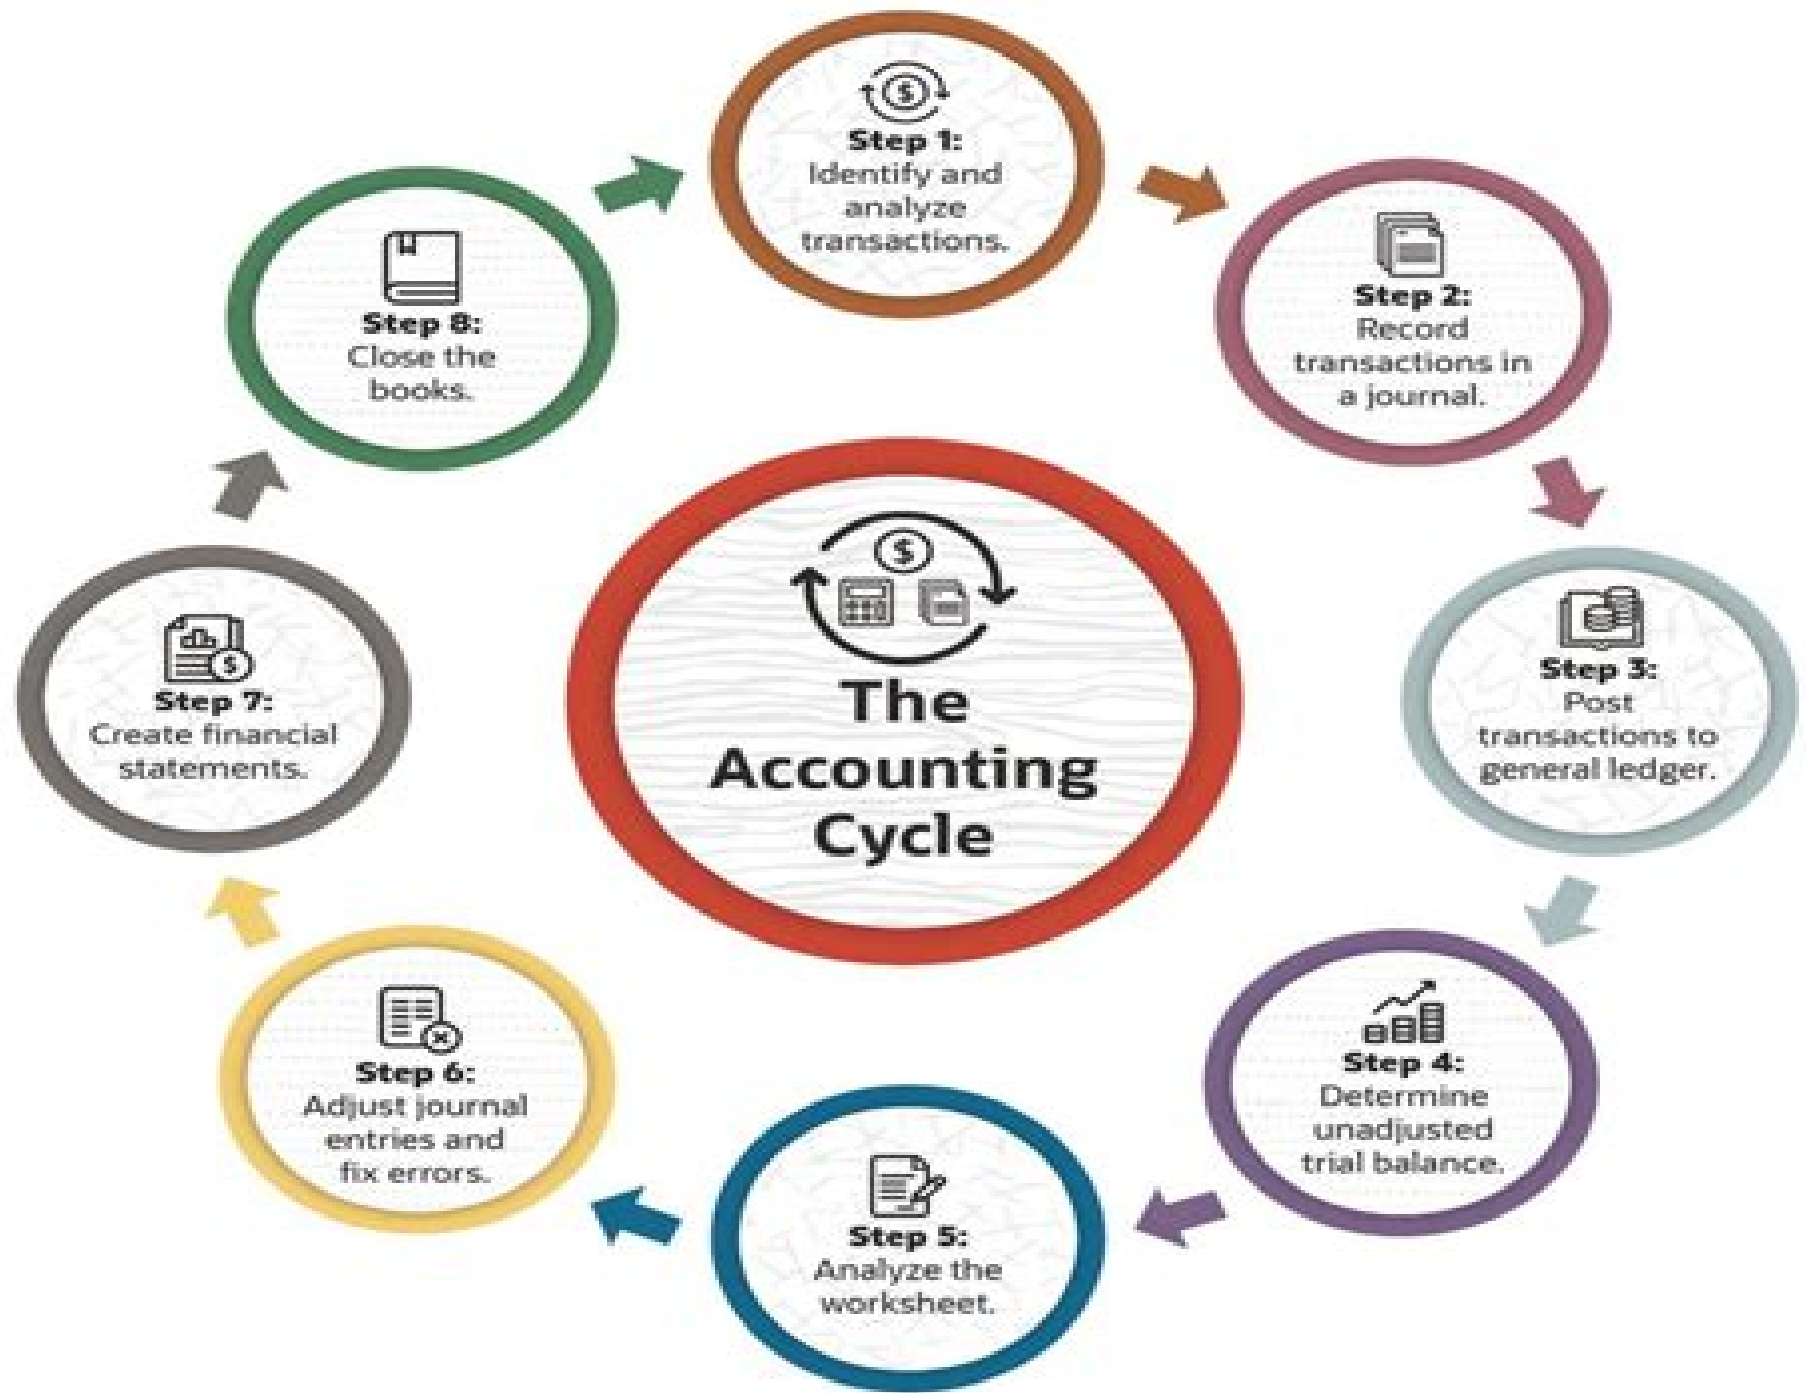 The
Accounting
Cycle
Step 1:
Identify and
analyze
transactions.
Step 2:
Record
transactions in
a journal.
Step 3:
Post
transactions to
general ledger.
Step 4:
Determine
unadjusted
trial balance.
Step 5:
Analyze the
worksheet.
Step 6:
Adjust journal
entries and
fix errors.
Step 7:
Create financial
statements.
Step 8:
Close the
books.